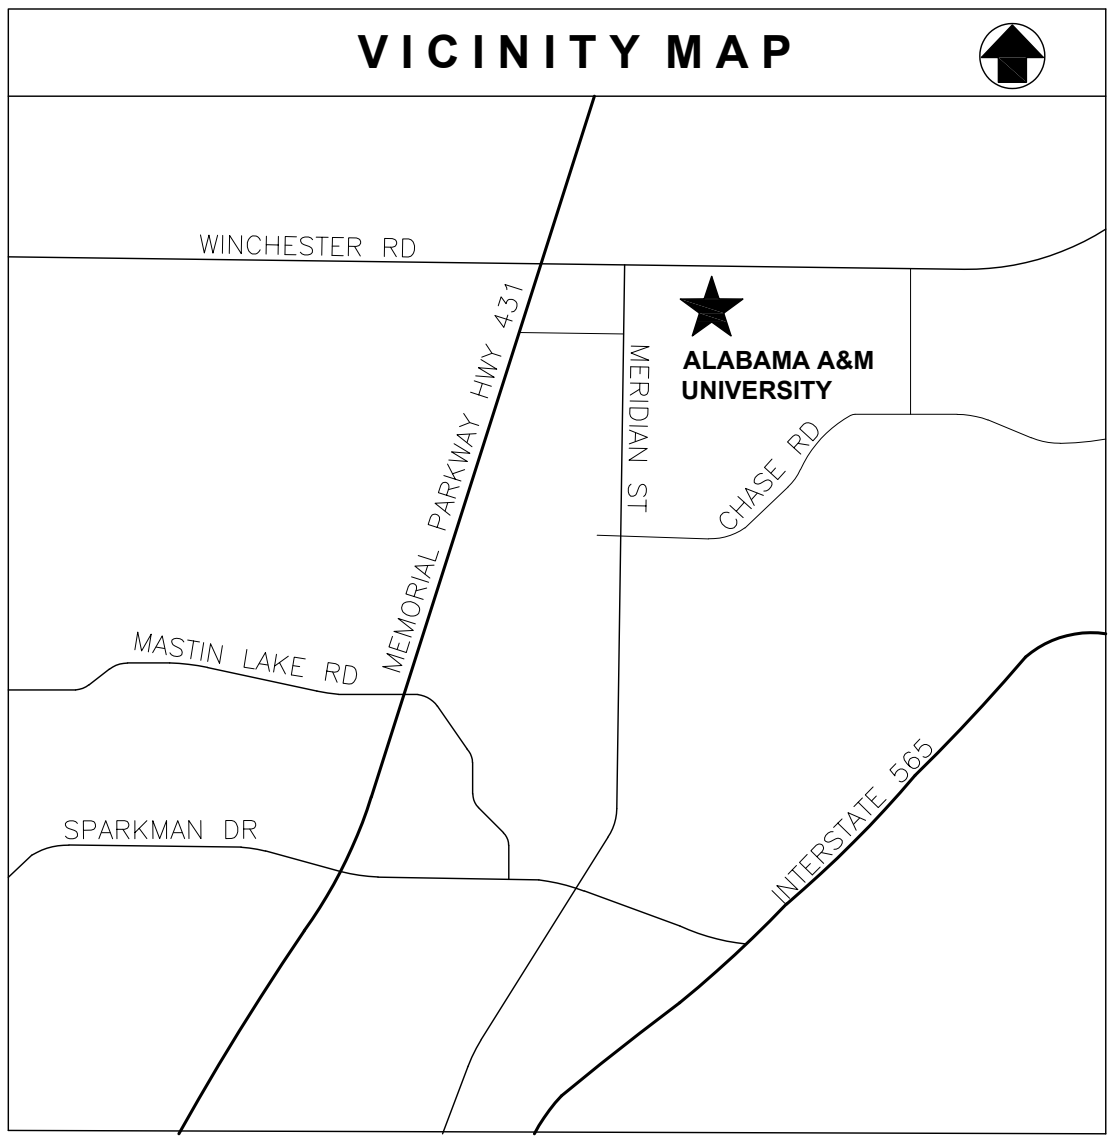 VICINITY MAP
WINCHESTER RD
MEMORIAL PARKWAY HWY 431
MERIDIAN ST
ALABAMA A&M
UNIVERSITY
CHASE RD
MASTIN LAKE RD
INTERSTATE 565
SPARKMAN DR